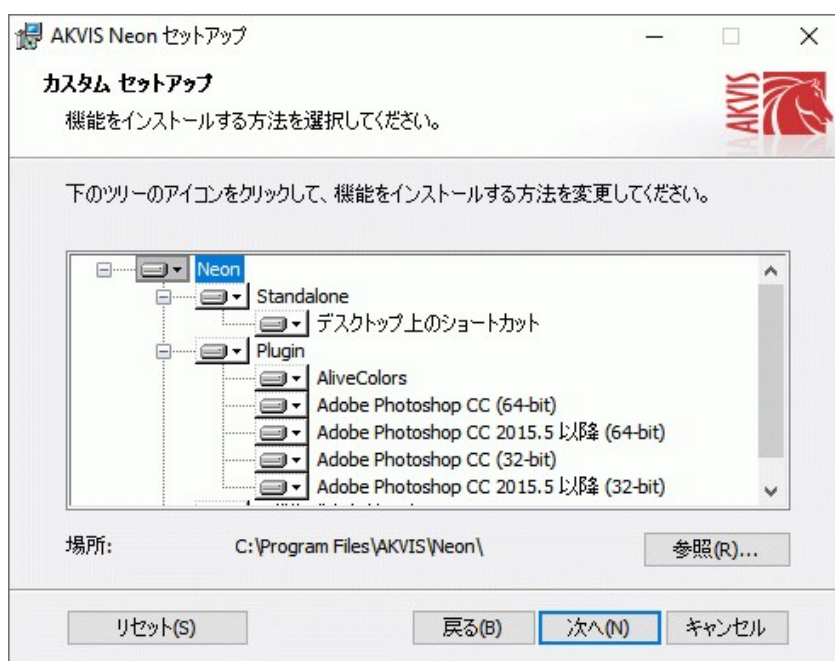 AKVIS Neon セットアップ
カスタム セットアップ
機能をインストールする方法を選択してください。
AKVIS
下のツリーのアイコンをクリックして、機能をインストールする方法を変更してください。
Neon
Standalone
デスクトップ上のショートカット
Plugin
AliveColors
Adobe Photoshop CC (64-bit)
Adobe Photoshop CC 2015.5 以降 (64-bit)
Adobe Photoshop CC (32-bit)
Adobe Photoshop CC 2015.5 以降 (32-bit)
場所: C:\Program Files\AKVIS\Neon\ 参照(R)...
リセット(S) 戻る(B) 次へ(N) キャンセル